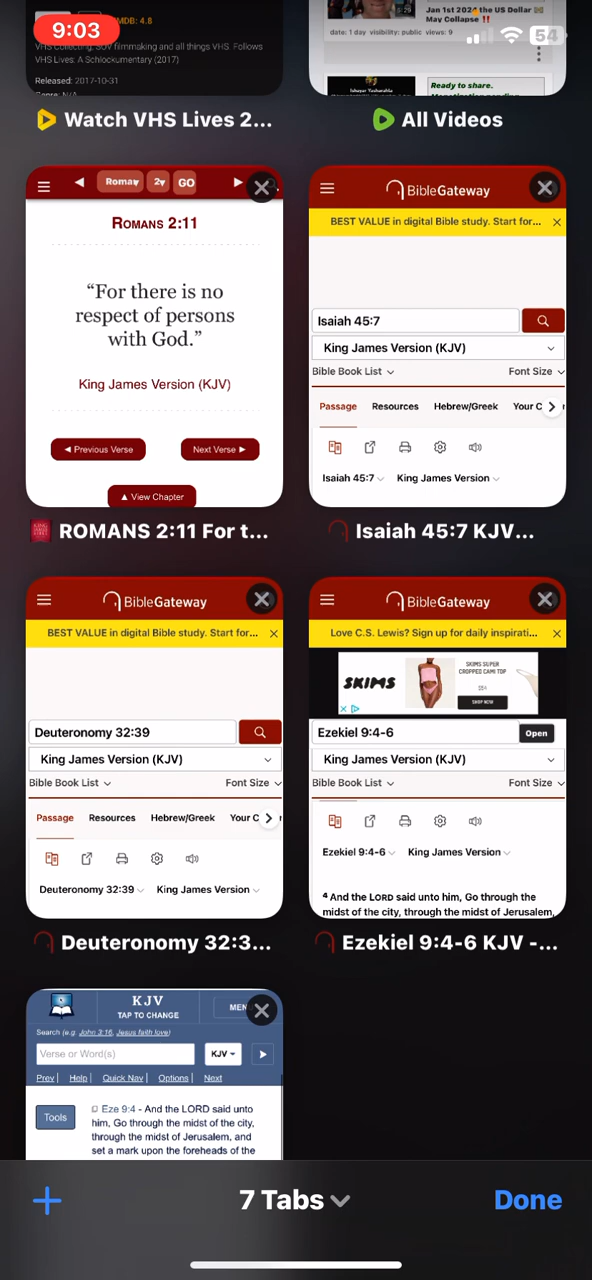 9:03
54
IMDB: 4.8
VHS Collecting, SOV filmmaking and all things VHS. Follows
VHS Lives: A Schlockumentary (2017)
Released: 2017-10-31
Genre: N/A
Watch VHS Lives 2...
Jan 1st 2024 the US Dollar
May Collapse ‼️
date: 1 day visibility: public views: 9
Ready to share.
All Videos
2
GO
ROMANS 2:11
“For there is no
respect of persons
with God.”
King James Version (KJV)
◄ Previous Verse
Next Verse ►
▲ View Chapter
ROMANS 2:11 For t...
BibleGateway
BEST VALUE in digital Bible study. Start for...
Isaiah 45:7
King James Version (KJV)
Bible Book List
Font Size
Passage
Resources
Hebrew/Greek
Your C
Isaiah 45:7
King James Version
Isaiah 45:7 KJV...
BibleGateway
BEST VALUE in digital Bible study. Start for...
Deuteronomy 32:39
King James Version (KJV)
Bible Book List
Font Size
Passage
Resources
Hebrew/Greek
Your C
Deuteronomy 32:39
King James Version
Deuteronomy 32:3...
BibleGateway
Love C.S. Lewis? Sign up for daily inspirati...
SKIMS
SKIMS SUPER
CROPPED CAMI TOP
SHOP NOW
Ezekiel 9:4-6
Open
King James Version (KJV)
Bible Book List
Font Size
Ezekiel 9:4-6
King James Version
4 And the LORD said unto him, Go through the
midst of the city, through the midst of Jerusalem,
Ezekiel 9:4-6 KJV -...
KJV
TAP TO CHANGE
MEN
Search (e.g. John 3:16, Jesus faith love)
Verse or Word(s)
KJV
Prev | Help | Quick Nav | Options | Next
Tools
Eze 9:4 - And the LORD said unto
him, Go through the midst of the city,
through the midst of Jerusalem, and
set a mark upon the foreheads of the
+
7 Tabs
Done